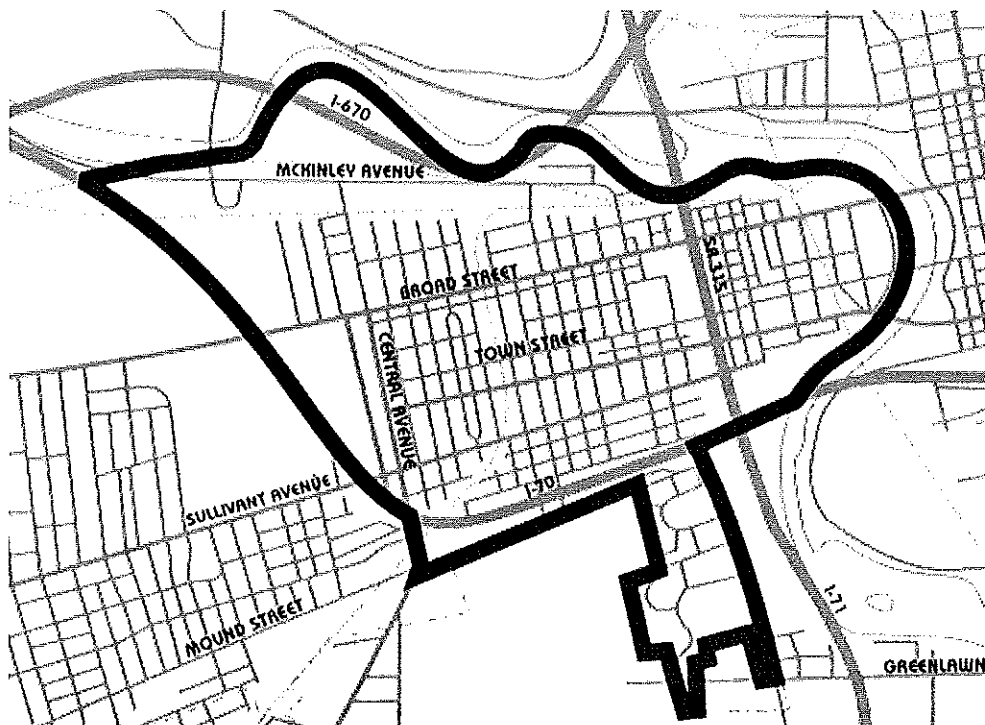 I-670
MCKINLEY AVENUE
BROAD STREET
SR 315
TOWN STREET
CENTRAL AVENUE
SULLIVANT AVENUE
I-70
MOUND STREET
I-71
GREENLAWN